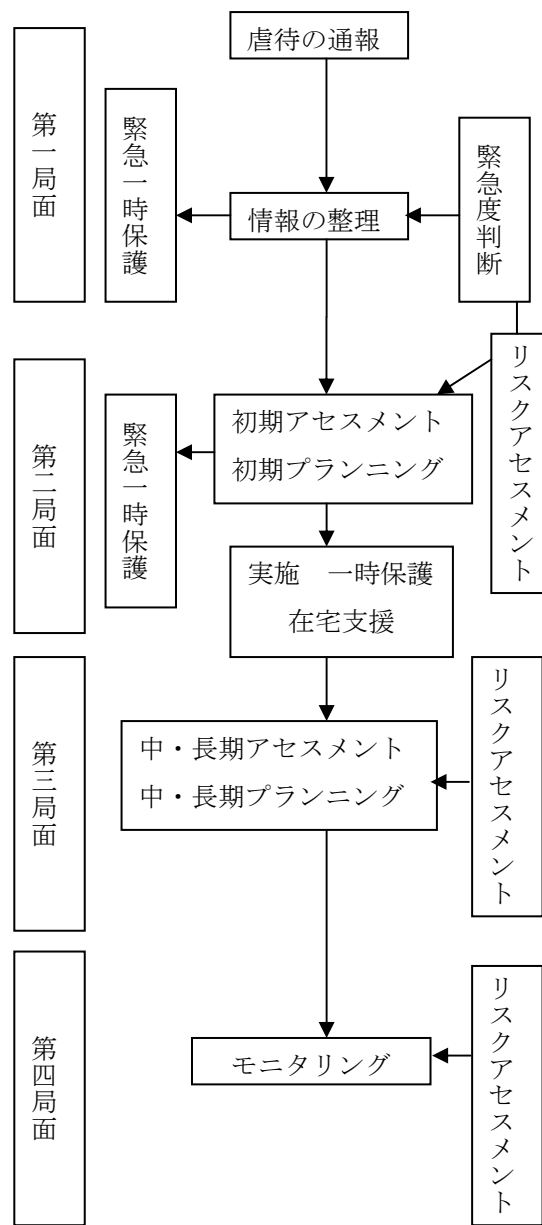 虐待の通報
第一局面
緊急一時保護
情報の整理
緊急度判断
リスクアセスメント
第二局面
緊急一時保護
初期アセスメント
初期プランニング
実施　一時保護
在宅支援
第三局面
中・長期アセスメント
中・長期プランニング
リスクアセスメント
第四局面
モニタリング
リスクアセスメント